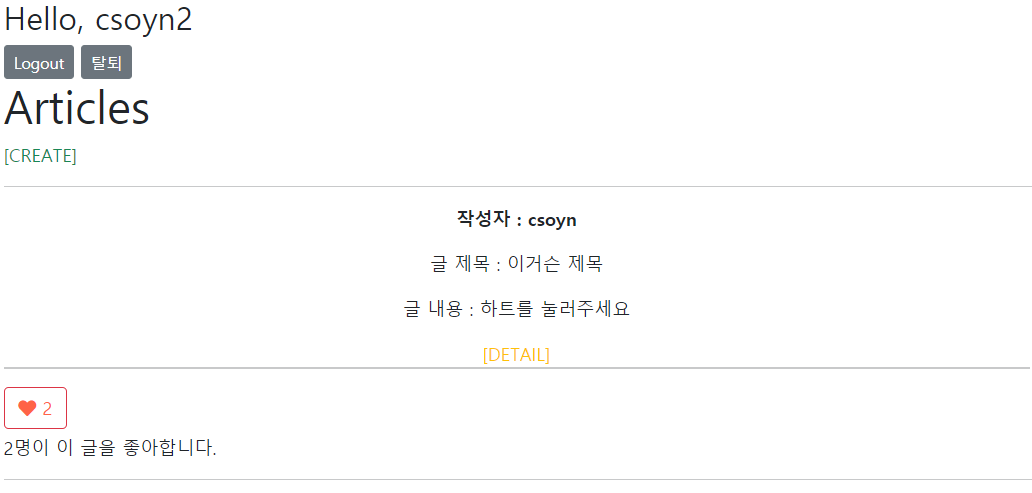 Hello, csoyn2
Logout 탈퇴
Articles
[CREATE]
작성자 : csoyn
글 제목 : 이거슨 제목
글 내용 : 하트를 눌러주세요
[DETAIL]
2
2명이 이 글을 좋아합니다.